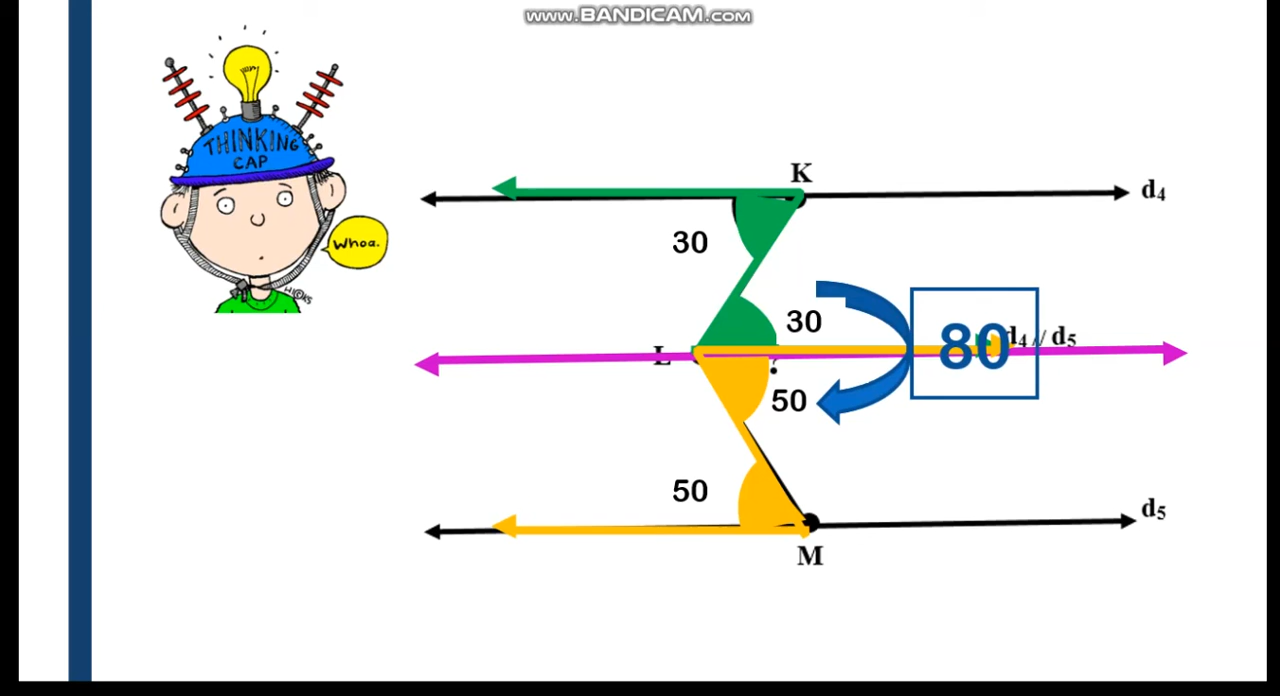 www.BANDICAM.com
THINKING
CAP
Whoa.
K
d4
30
30
80
d4 // d5
L
?
50
50
d5
M